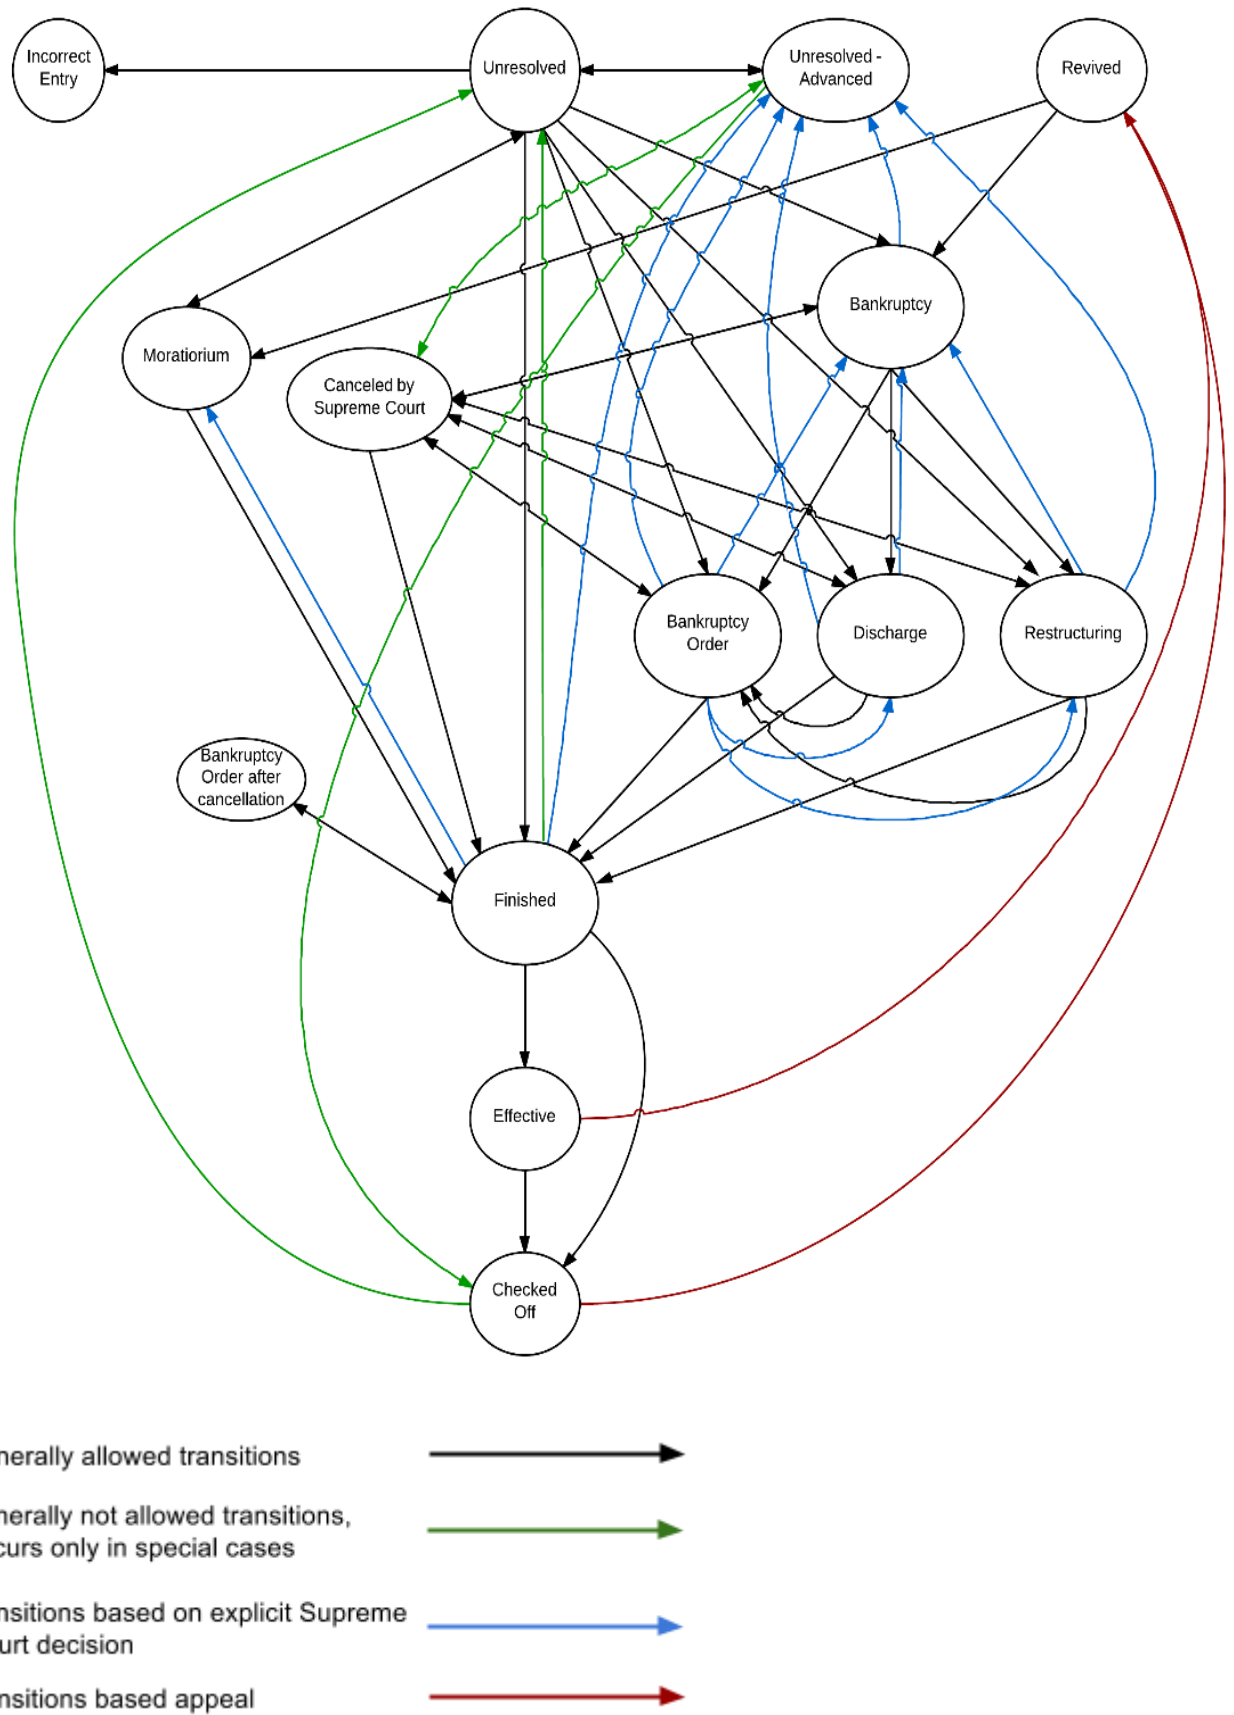 Incorrect
Entry
Unresolved
Unresolved -
Advanced
Revived
Bankruptcy
Moratiorium
Canceled by
Supreme Court
Bankruptcy
Order
Discharge
Restructuring
Bankruptcy
Order after
cancellation
Finished
Effective
Checked
Off
nerally allowed transitions
nerally not allowed transitions,
curs only in special cases
nsitions based on explicit Supreme
urt decision
nsitions based appeal